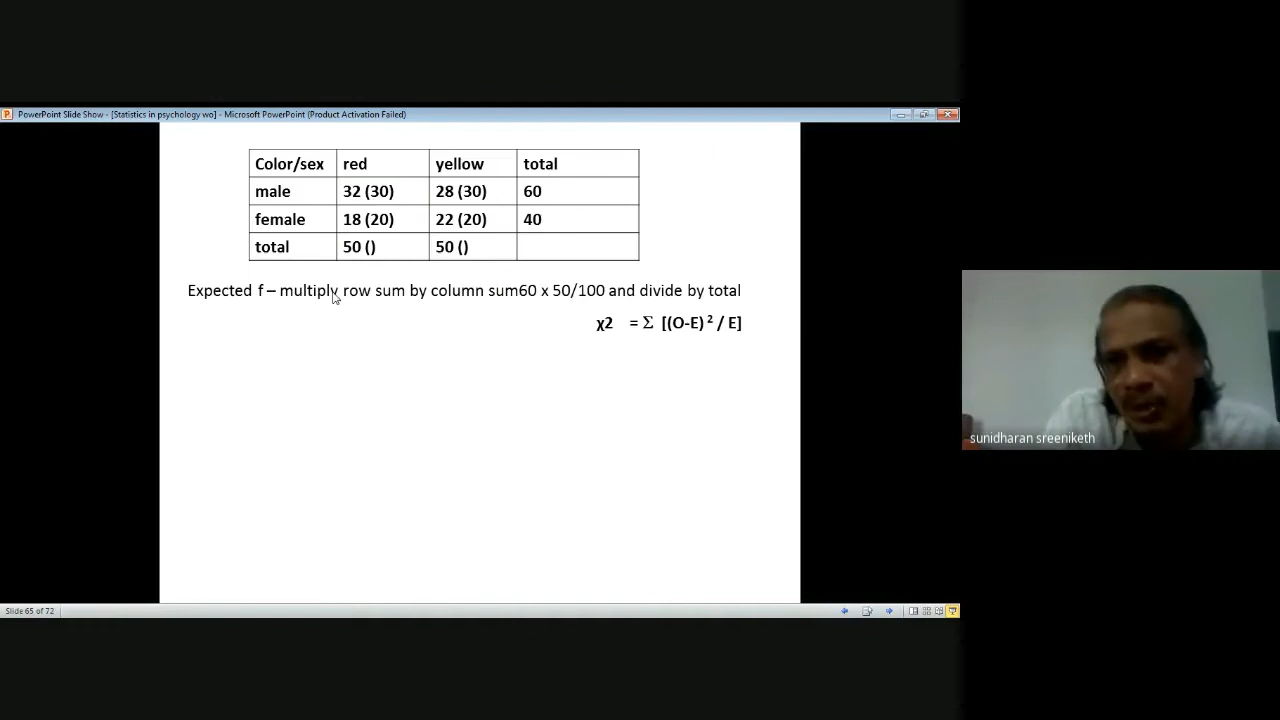 PowerPoint Slide Show - [Statistics in psychology wo] - Microsoft PowerPoint (Product Activation Failed)
Color/sex red yellow total
male 32 (30) 28 (30) 60
female 18 (20) 22 (20) 40
total 50 () 50 ()
Expected f – multiply row sum by column sum60 x 50/100 and divide by total
χ2 = Σ [(O-E) ² / E]
sunidharan sreeniketh
Slide 65 of 72